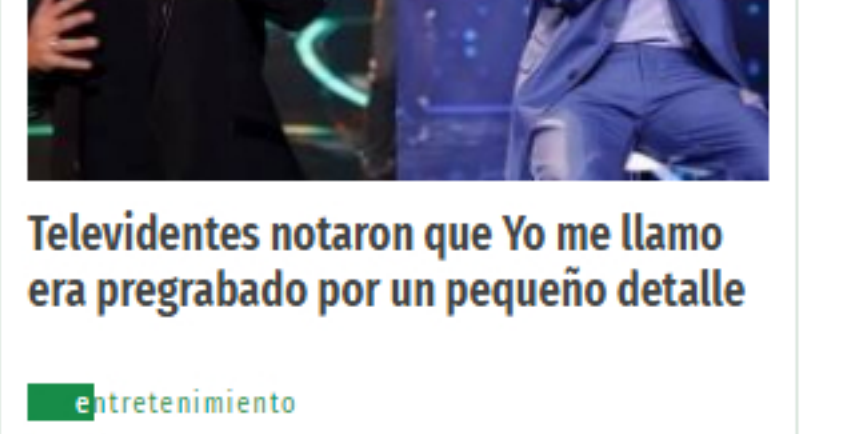 Televidentes notaron que Yo me llamo
era pregrabado por un pequeño detalle
entretenimiento